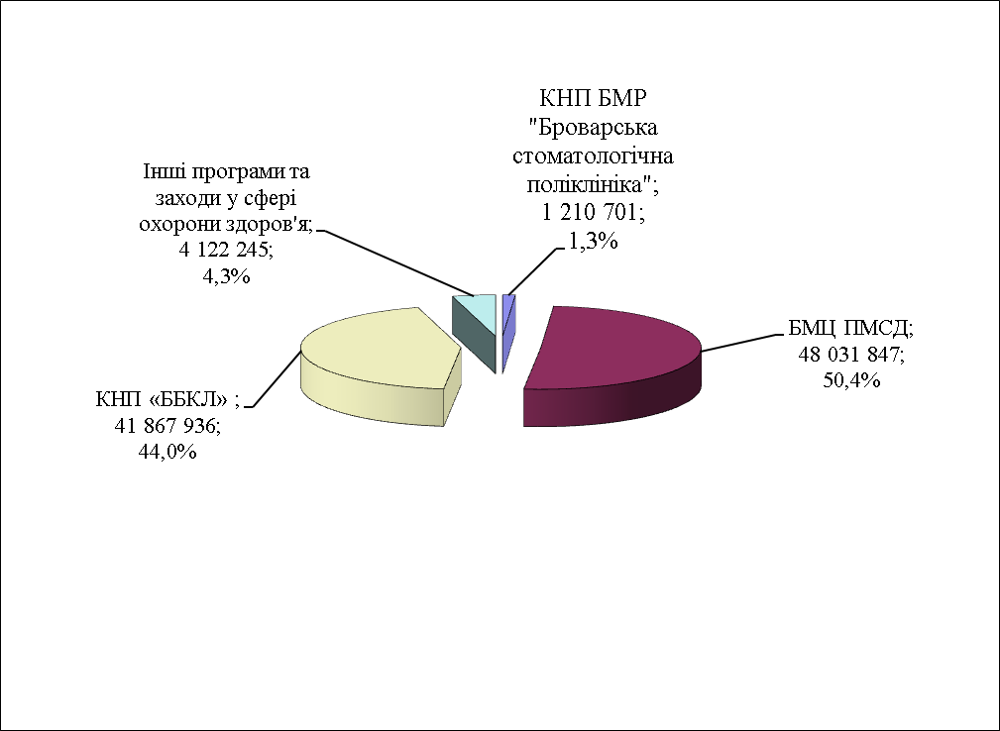 КНП БМР
"Броварська
стоматологічна
поліклініка";
1 210 701;
1,3%
Інші програми та
заходи у сфері
охорони здоров'я;
4 122 245;
4,3%
БМЦ ПМСД;
48 031 847;
50,4%
КНП «ББКЛ» ;
41 867 936;
44,0%